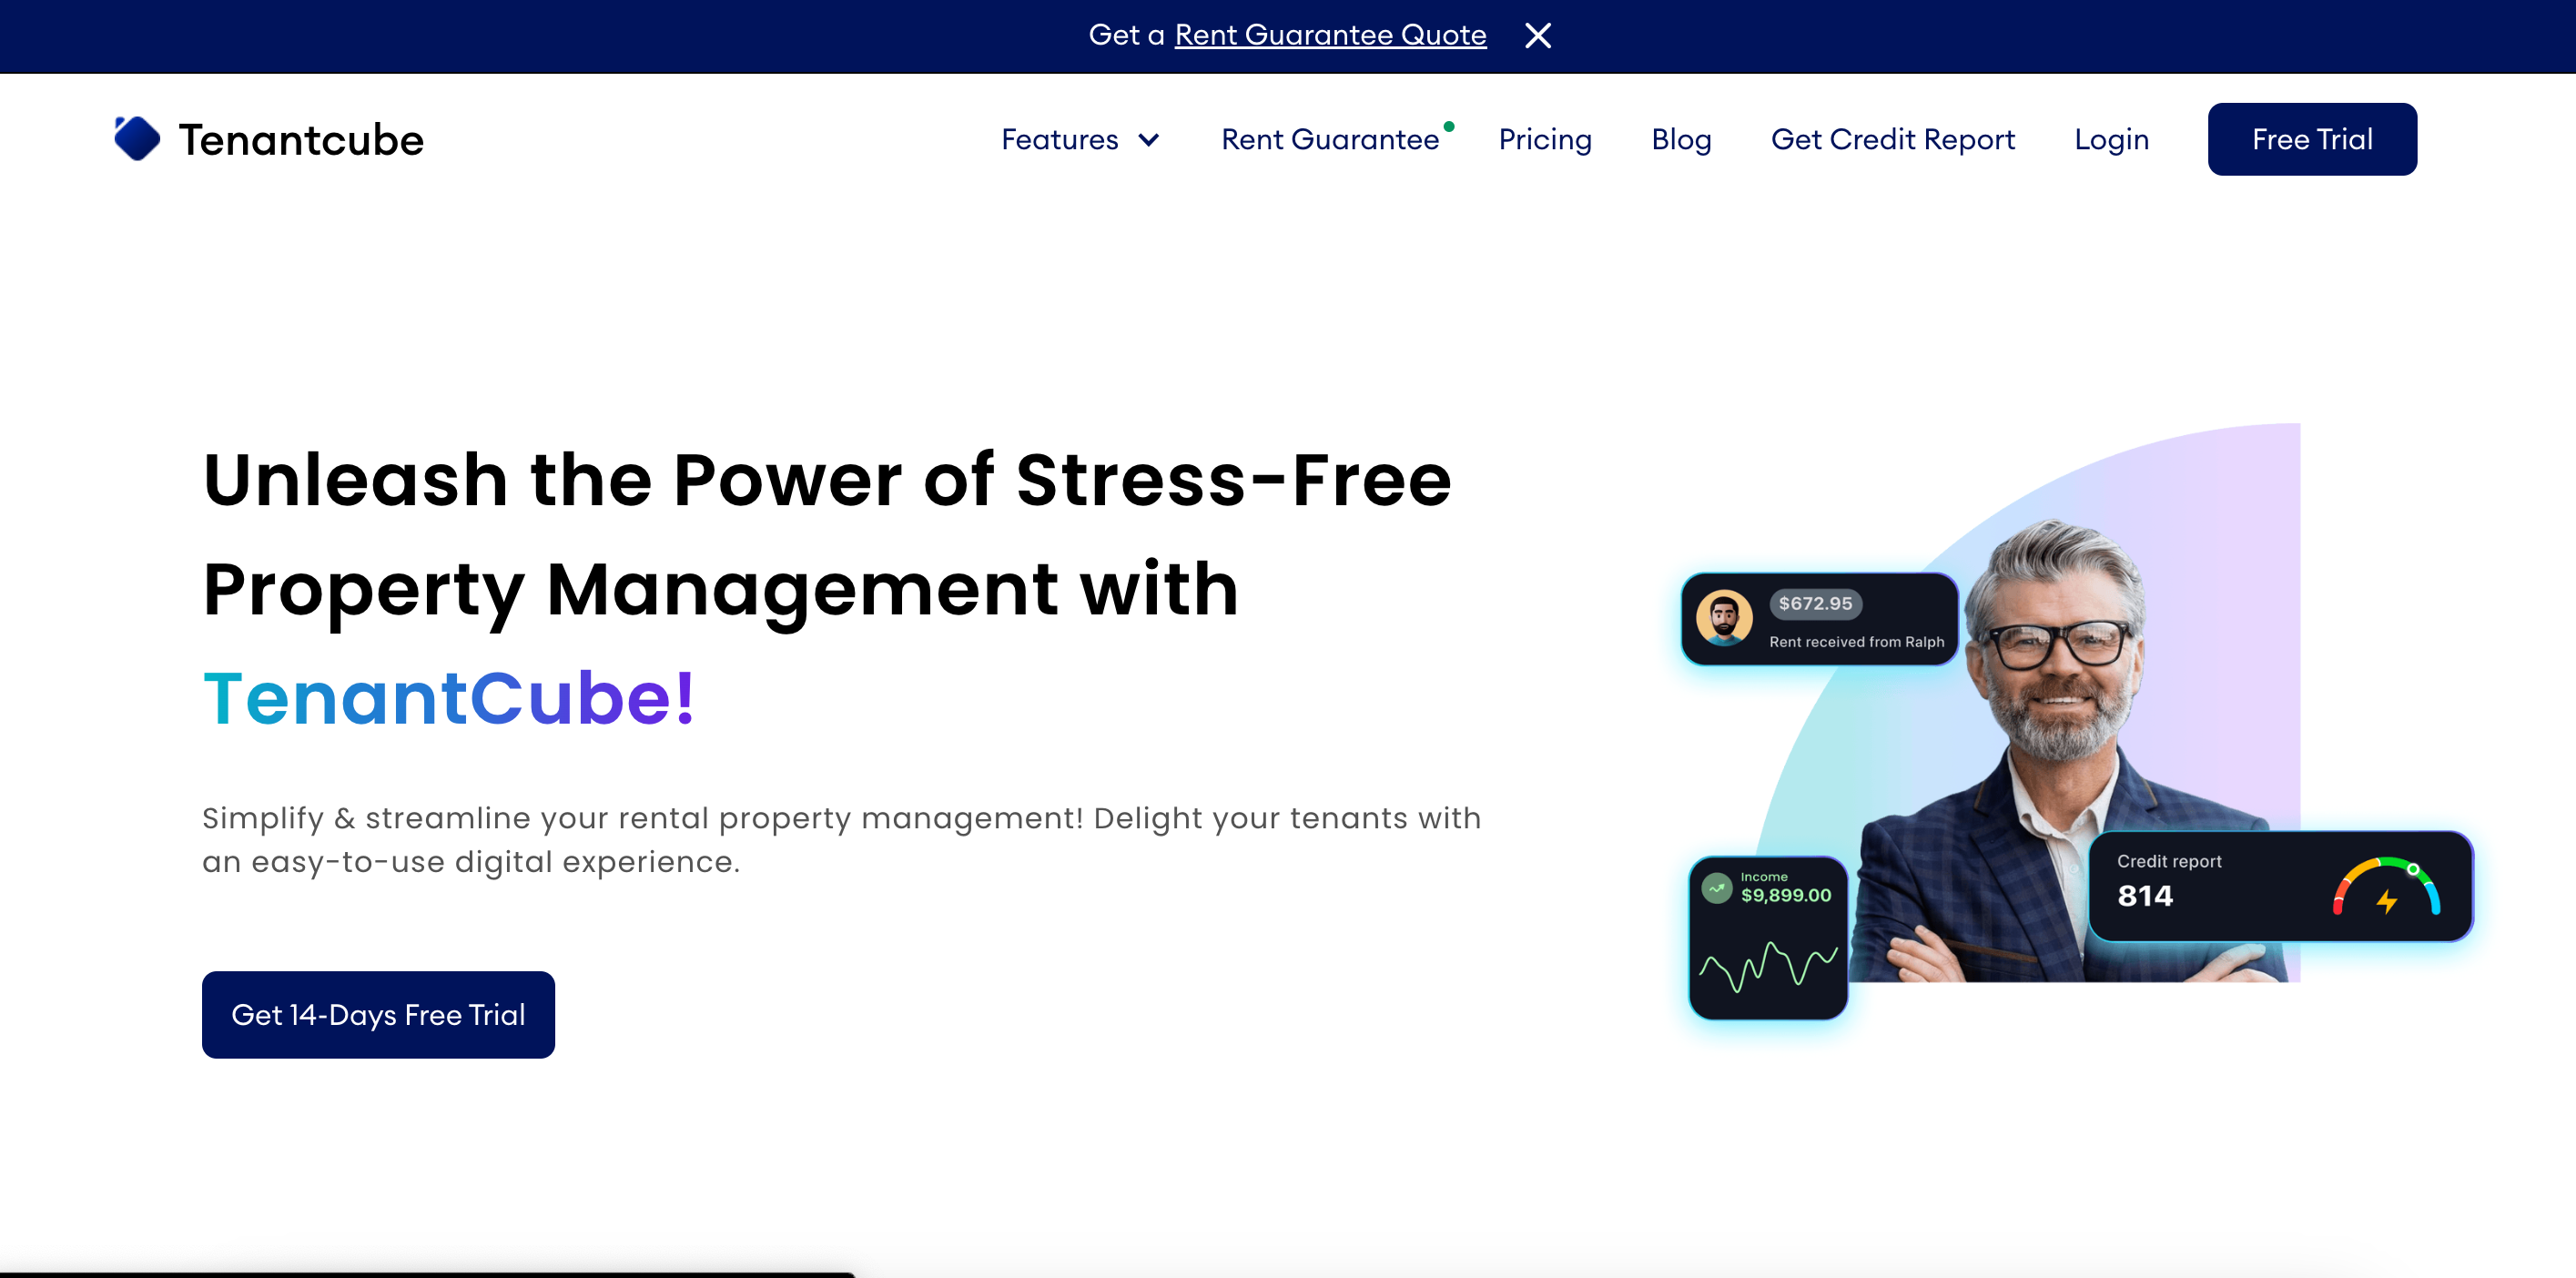 Get a Rent Guarantee Quote
Tenantcube
Features
Rent Guarantee
Pricing
Blog
Get Credit Report
Login
Free Trial
Unleash the Power of Stress-Free
Property Management with
TenantCube!
Simplify & streamline your rental property management! Delight your tenants with
an easy-to-use digital experience.
Get 14-Days Free Trial
$672.95
Rent received from Ralph
Income
$9,899.00
Credit report
814